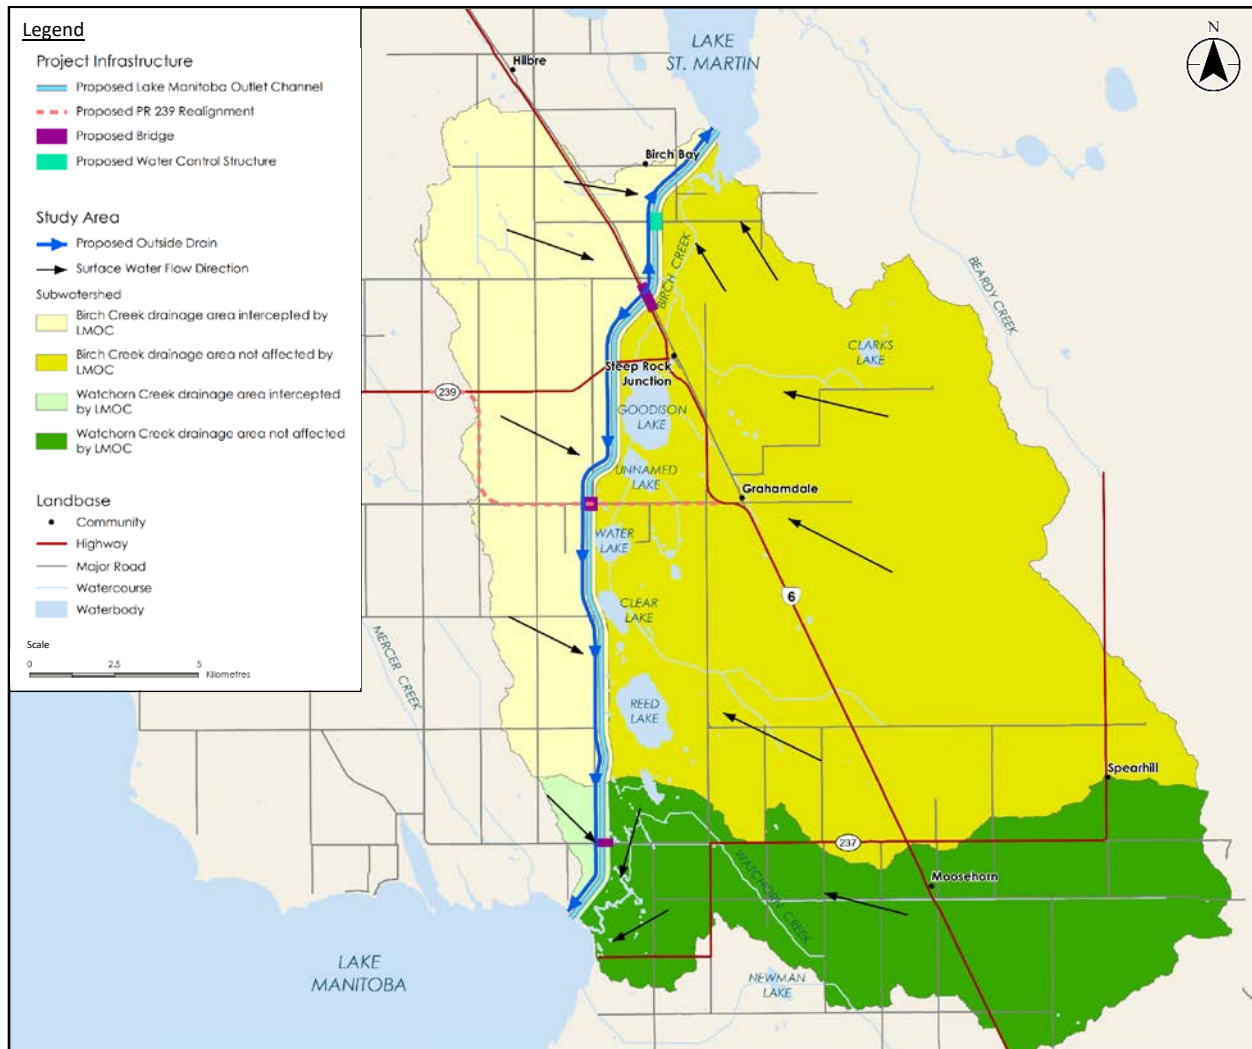 Legend
Project Infrastructure
Proposed Lake Manitoba Outlet Channel
Proposed PR 239 Realignment
Proposed Bridge
Proposed Water Control Structure
Study Area
Proposed Outside Drain
Surface Water Flow Direction
Subwatershed
Birch Creek drainage area intercepted by
LMOC
Birch Creek drainage area not affected by
LMOC
Watchorn Creek drainage area intercepted
by LMOC
Watchorn Creek drainage area not affected
by LMOC
Landbase
Community
Highway
Major Road
Watercourse
Waterbody
Scale
0 2.5 5
Kilometres
N
LAKE
ST. MARTIN
Hilbre
Birch Bay
BIRCH CREEK
BEARDY CREEK
CLARKS
LAKE
Steep Rock
Junction
239
GOODISON
LAKE
UNNAMED
LAKE
Grahamdale
WATER
LAKE
6
CLEAR
LAKE
MERCER CREEK
REED
LAKE
Spearhill
237
WATCHORN CREEK
Moosehorn
LAKE
MANITOBA
NEWMAN
LAKE